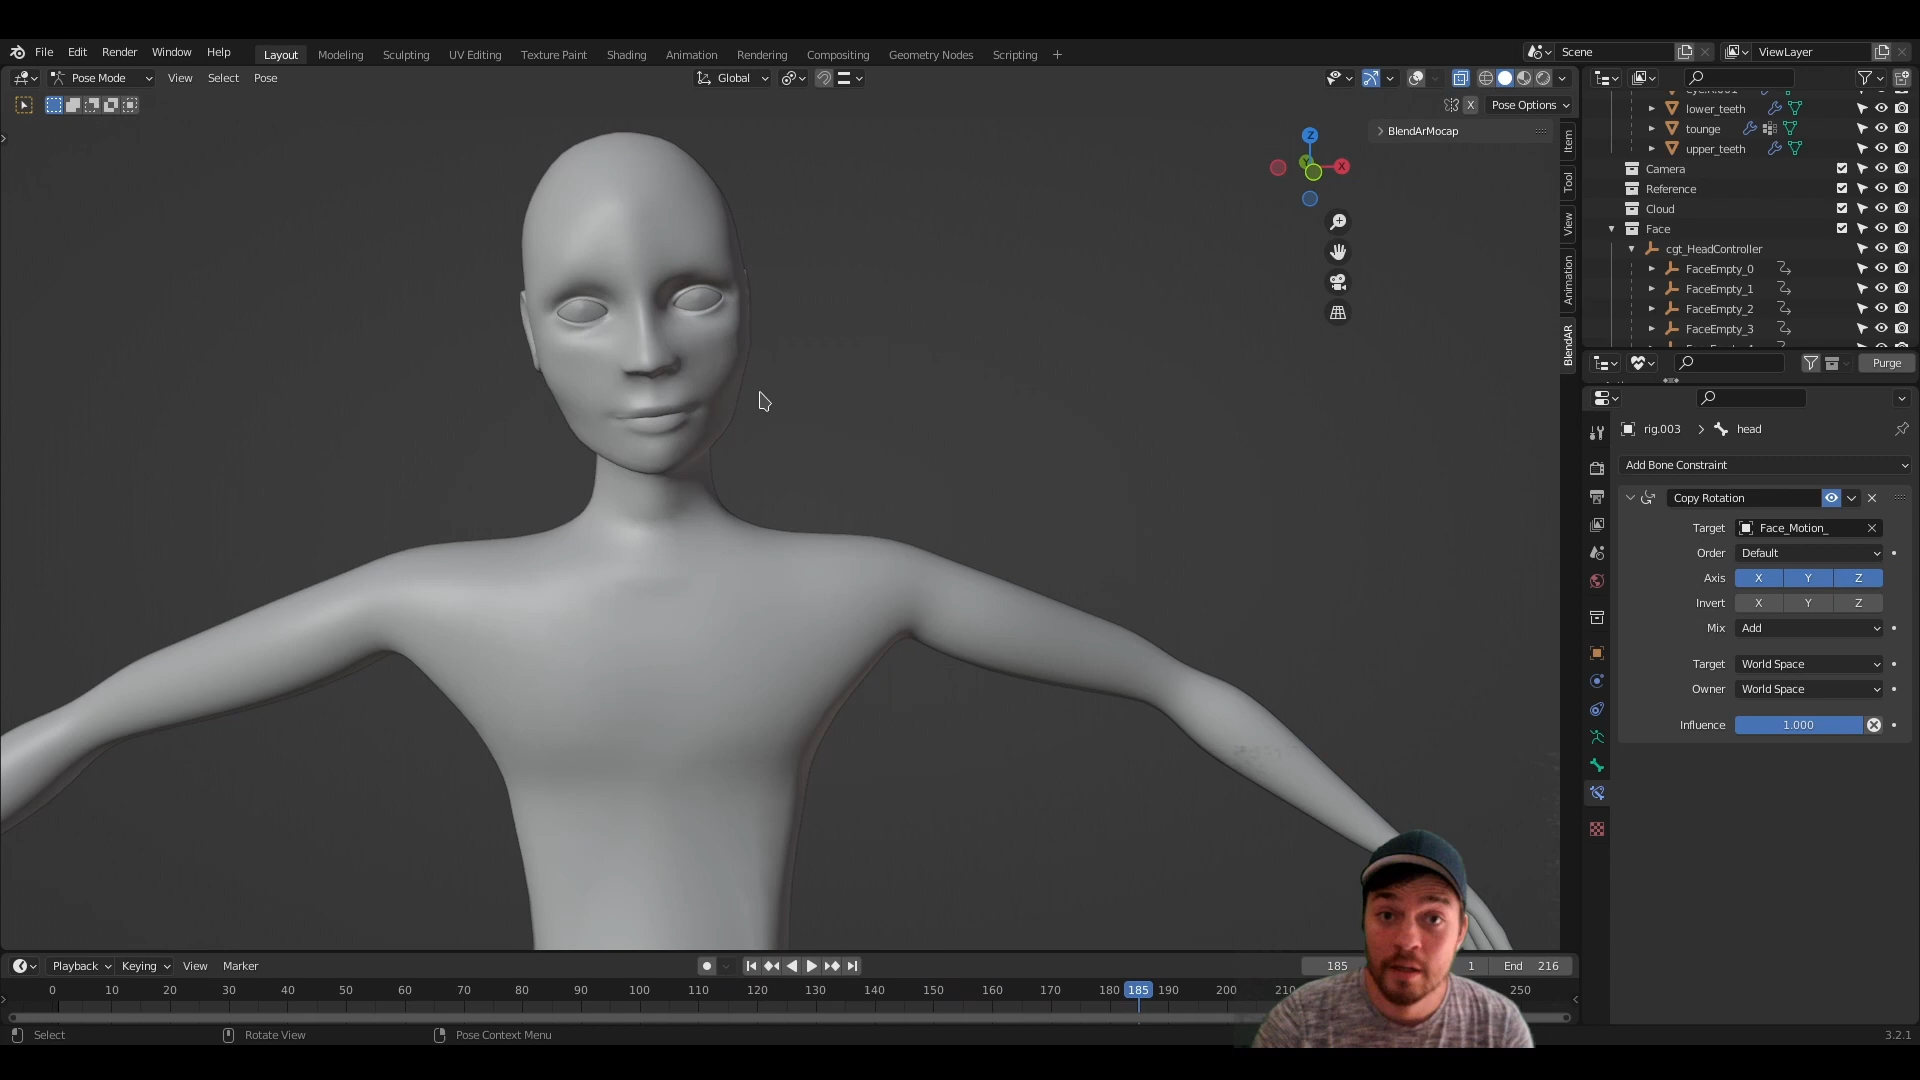 File Edit Render Window Help Layout Modeling Sculpting UV Editing Texture Paint Shading Animation Rendering Compositing Geometry Nodes Scripting + Scene ViewLayer
Pose Mode View Select Pose Global
X Pose Options
BlendArMocap
Z
X
Y
Item
Tool
View
Animation
BlendAR
lower_teeth
tounge
upper_teeth
Camera
Reference
Cloud
Face
cgt_HeadController
FaceEmpty_0
FaceEmpty_1
FaceEmpty_2
FaceEmpty_3
Purge
rig.003 > head
Add Bone Constraint
Copy Rotation
Target Face_Motion_
Order Default
Axis X Y Z
Invert X Y Z
Mix Add
Target World Space
Owner World Space
Influence 1.000
Playback Keying View Marker 185 1 End 216
0 10 20 30 40 50 60 70 80 90 100 110 120 130 140 150 160 170 180 185 190 200 210 250
Select Rotate View Pose Context Menu 3.2.1